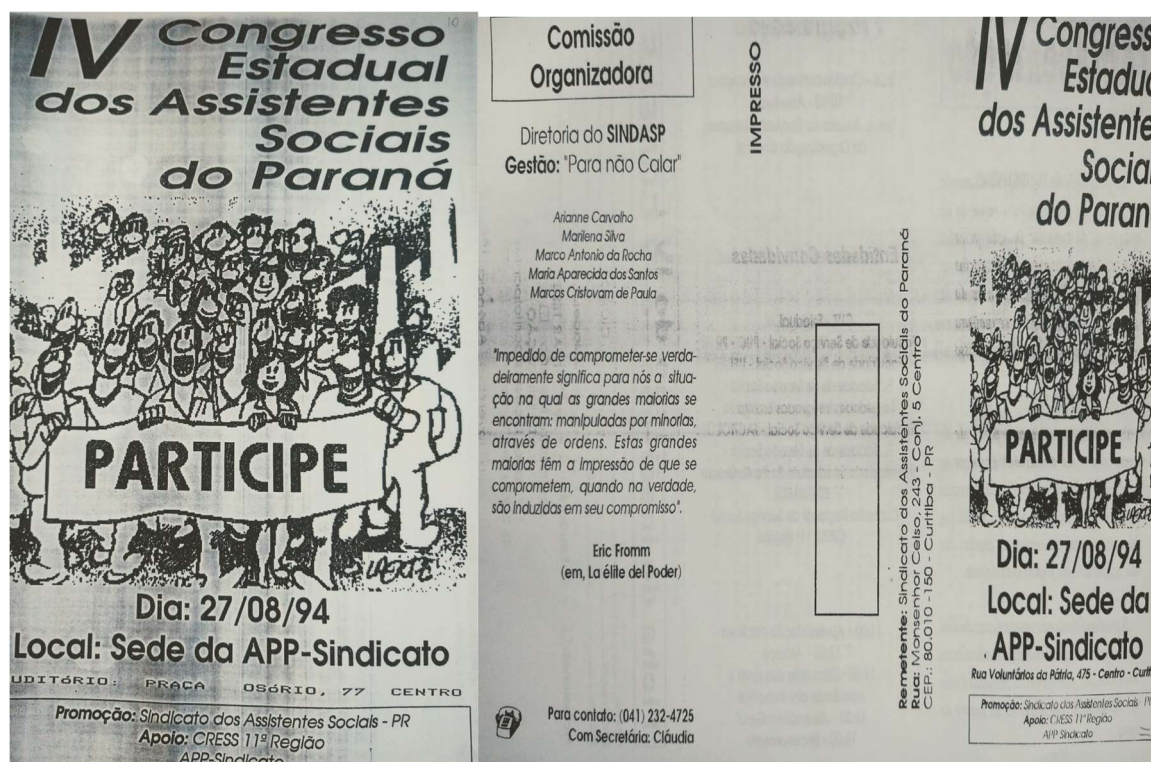 10
IV Congresso
Estadual
dos Assistentes
Sociais
do Paraná
PARTICIPE
LAERTE
Dia: 27/08/94
Local: Sede da APP-Sindicato
UDITÓRIO: PRAÇA OSÓRIO, 77 CENTRO
Promoção: Sindicato dos Assistentes Sociais - PR
Apoio: CRESS 11ª Região
APP-Sindicato
Comissão
Organizadora
Diretoria do SINDASP
Gestão: "Para não Calar"
Arianne Carvalho
Marilena Silva
Marco Antonio da Rocha
Maria Aparecida dos Santos
Marcos Cristovam de Paula
"Impedido de comprometer-se verda-
deiramente significa para nós a situa-
ção na qual as grandes maiorias se
encontram: manipuladas por minorias,
através de ordens. Estas grandes
maiorias têm a impressão de que se
comprometem, quando na verdade,
são induzidas em seu compromisso".
Eric Fromm
(em, La élite del Poder)
Para contato: (041) 232-4725
Com Secretária: Cláudia
IMPRESSO
Remetente: Sindicato dos Assistentes Sociais do Paraná
Rua: Monsenhor Celso, 243 - Conj. 5 Centro
CEP.: 80.010-150 - Curitiba - PR
IV Congress
Estadua
dos Assistente
Sociai
do Paran
PARTICIPE
Dia: 27/08/94
Local: Sede da
APP-Sindicato
Rua Voluntários da Pátria, 475 - Centro - Curit
Promoção: Sindicato dos Assistentes Sociais
Apoio: CRESS 11ª Região
APP Sindicato